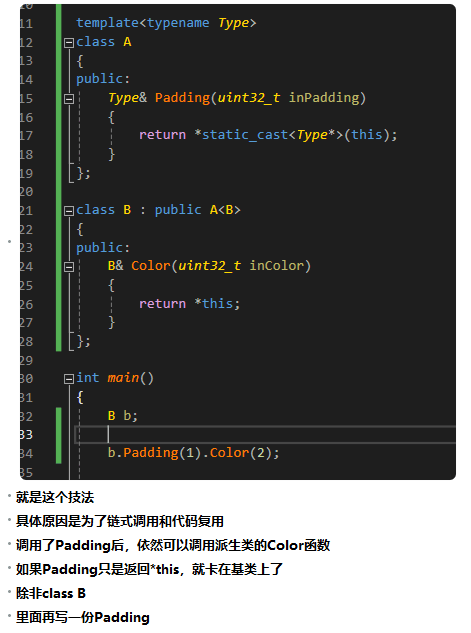 11 template<typename Type>
12 class A
13 {
14 public:
15 Type& Padding(uint32_t inPadding)
16 {
17 return *static_cast<Type*>(this);
18 }
19 };
20
21 class B : public A<B>
22 {
23 public:
24 B& Color(uint32_t inColor)
25 {
26 return *this;
27 }
28 };
29
30 int main()
31 {
32 B b;
33
34 b.Padding(1).Color(2);
35
就是这个技法
具体原因是为了链式调用和代码复用
调用了Padding后，依然可以调用派生类的Color函数
如果Padding只是返回*this，就卡在基类上了
除非class B
里面再写一份Padding